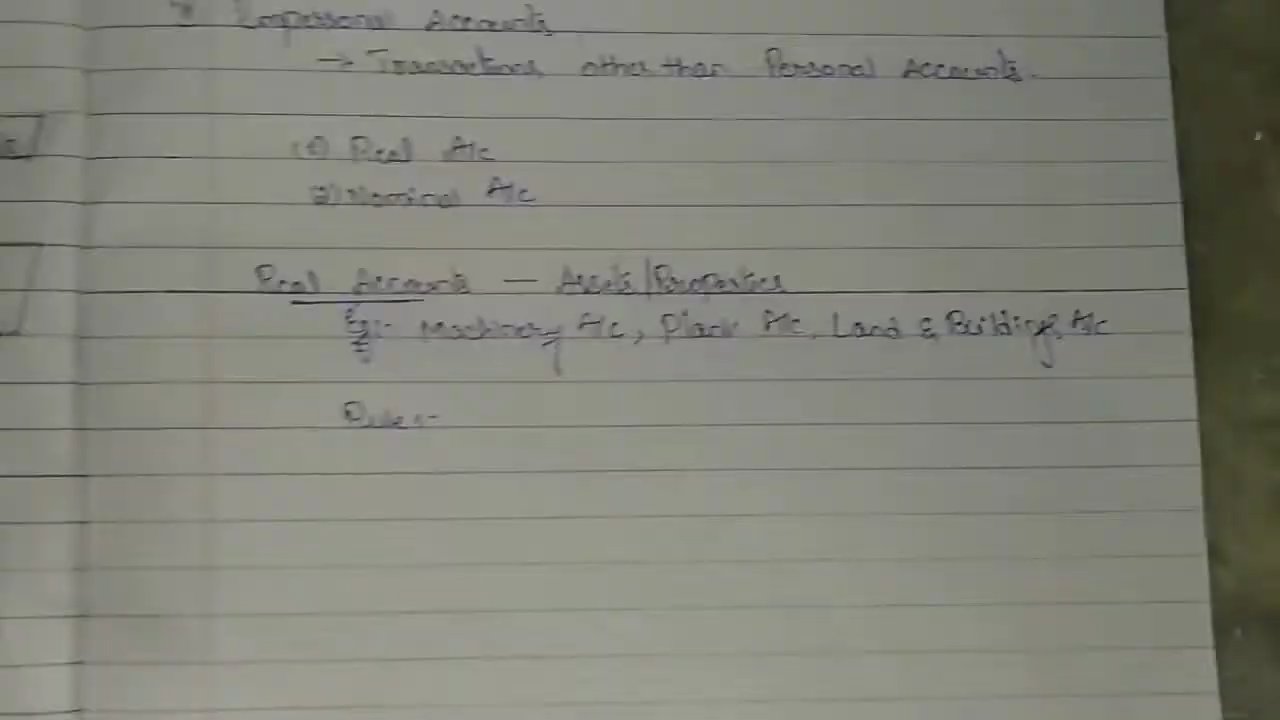 Impersonal Accounts
→ Transactions other than Personal Accounts.
(1) Real A/c
2) Nominal A/c
Real Accounts — Assets/Properties
Eg:- Machinery A/c, Plant A/c, Land & Building A/c
Rule:-